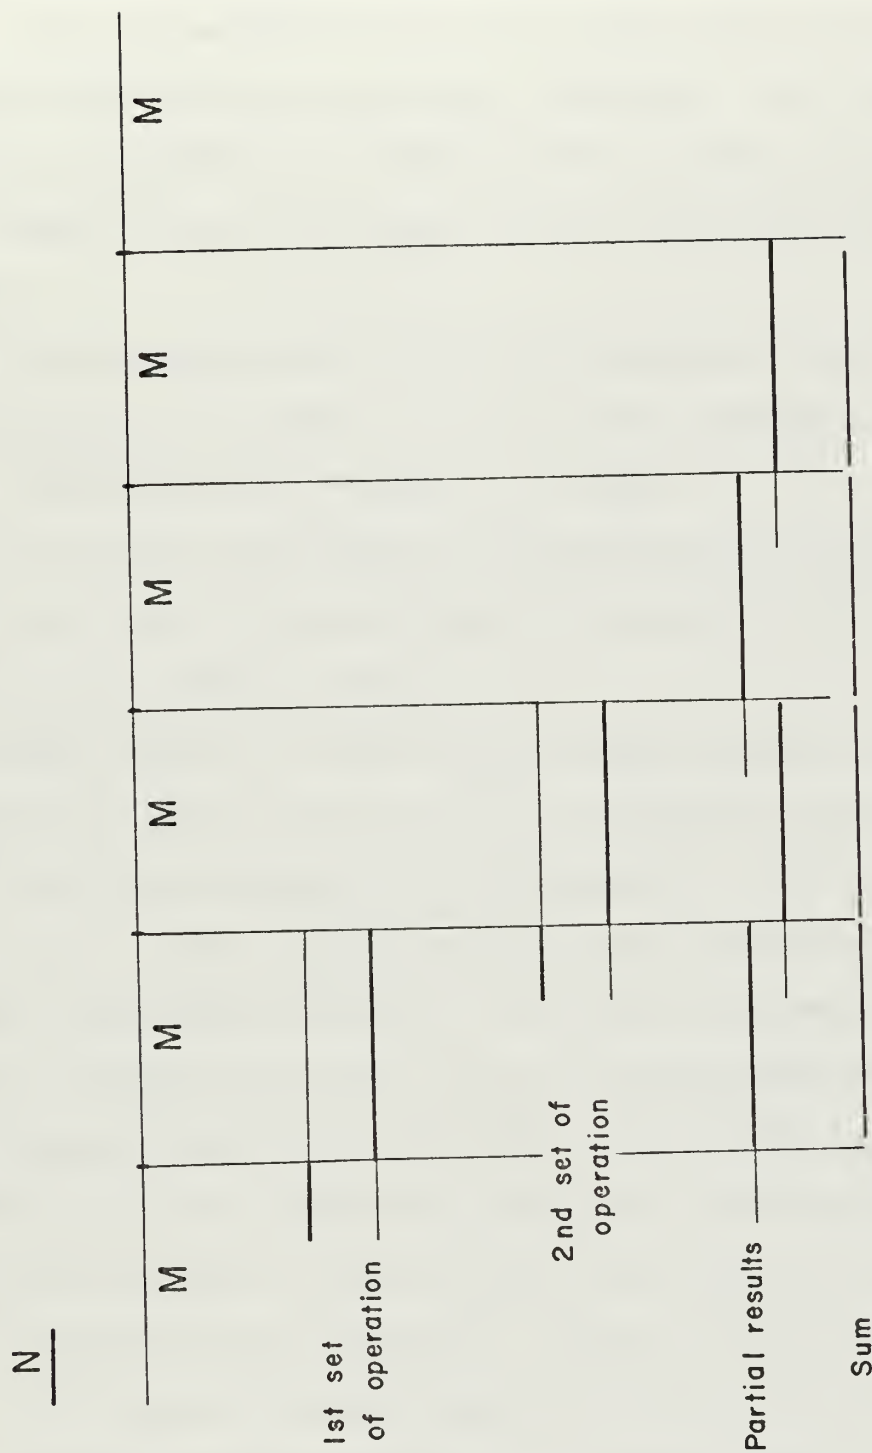 N
M
M
M
M
M
M
1st set
of operation
2nd set of
operation
Partial results
Sum